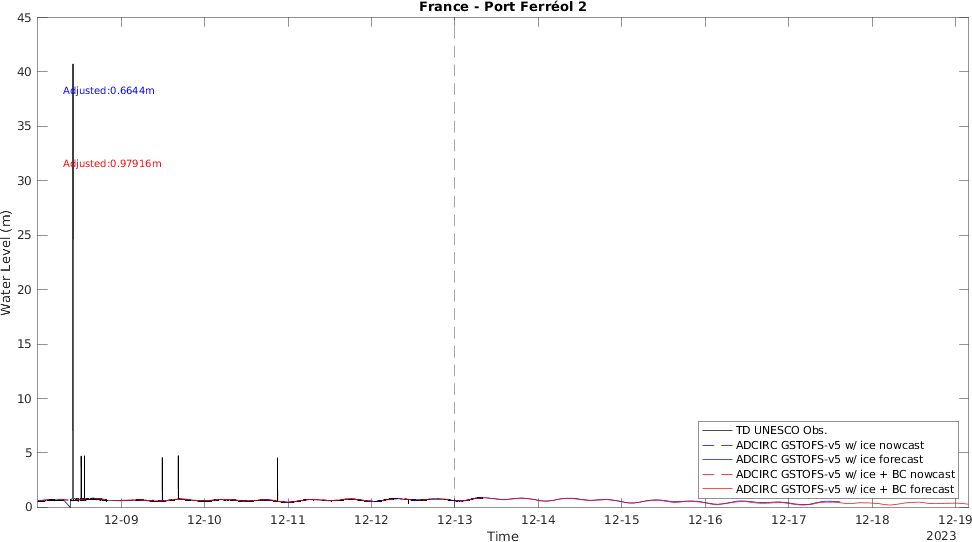 France - Port Ferréol 2
45
40
35
30
25
20
15
10
5
0
Water Level (m)
Adjusted:0.6644m
Adjusted:0.97916m
TD UNESCO Obs.
ADCIRC GSTOFS-v5 w/ ice nowcast
ADCIRC GSTOFS-v5 w/ ice forecast
ADCIRC GSTOFS-v5 w/ ice + BC nowcast
ADCIRC GSTOFS-v5 w/ ice + BC forecast
12-09 12-10 12-11 12-12 12-13 12-14 12-15 12-16 12-17 12-18 12-19
Time
2023